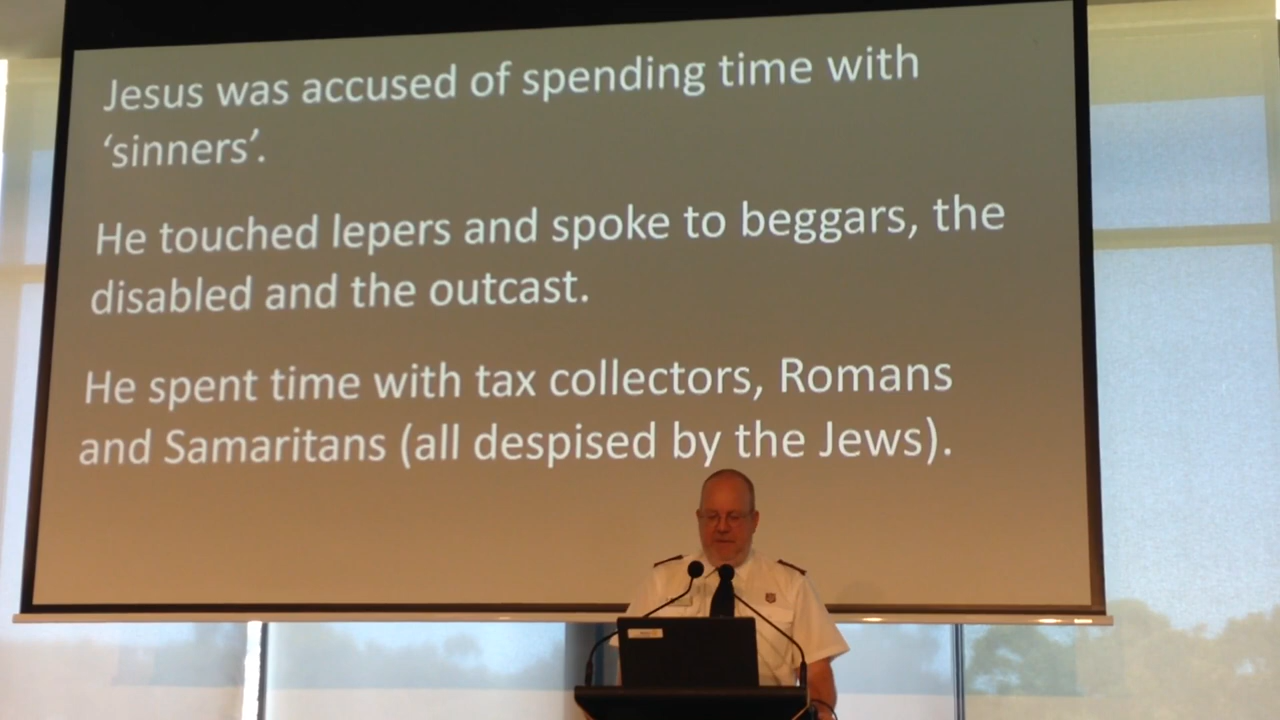 Jesus was accused of spending time with
‘sinners’.
He touched lepers and spoke to beggars, the
disabled and the outcast.
He spent time with tax collectors, Romans
and Samaritans (all despised by the Jews).